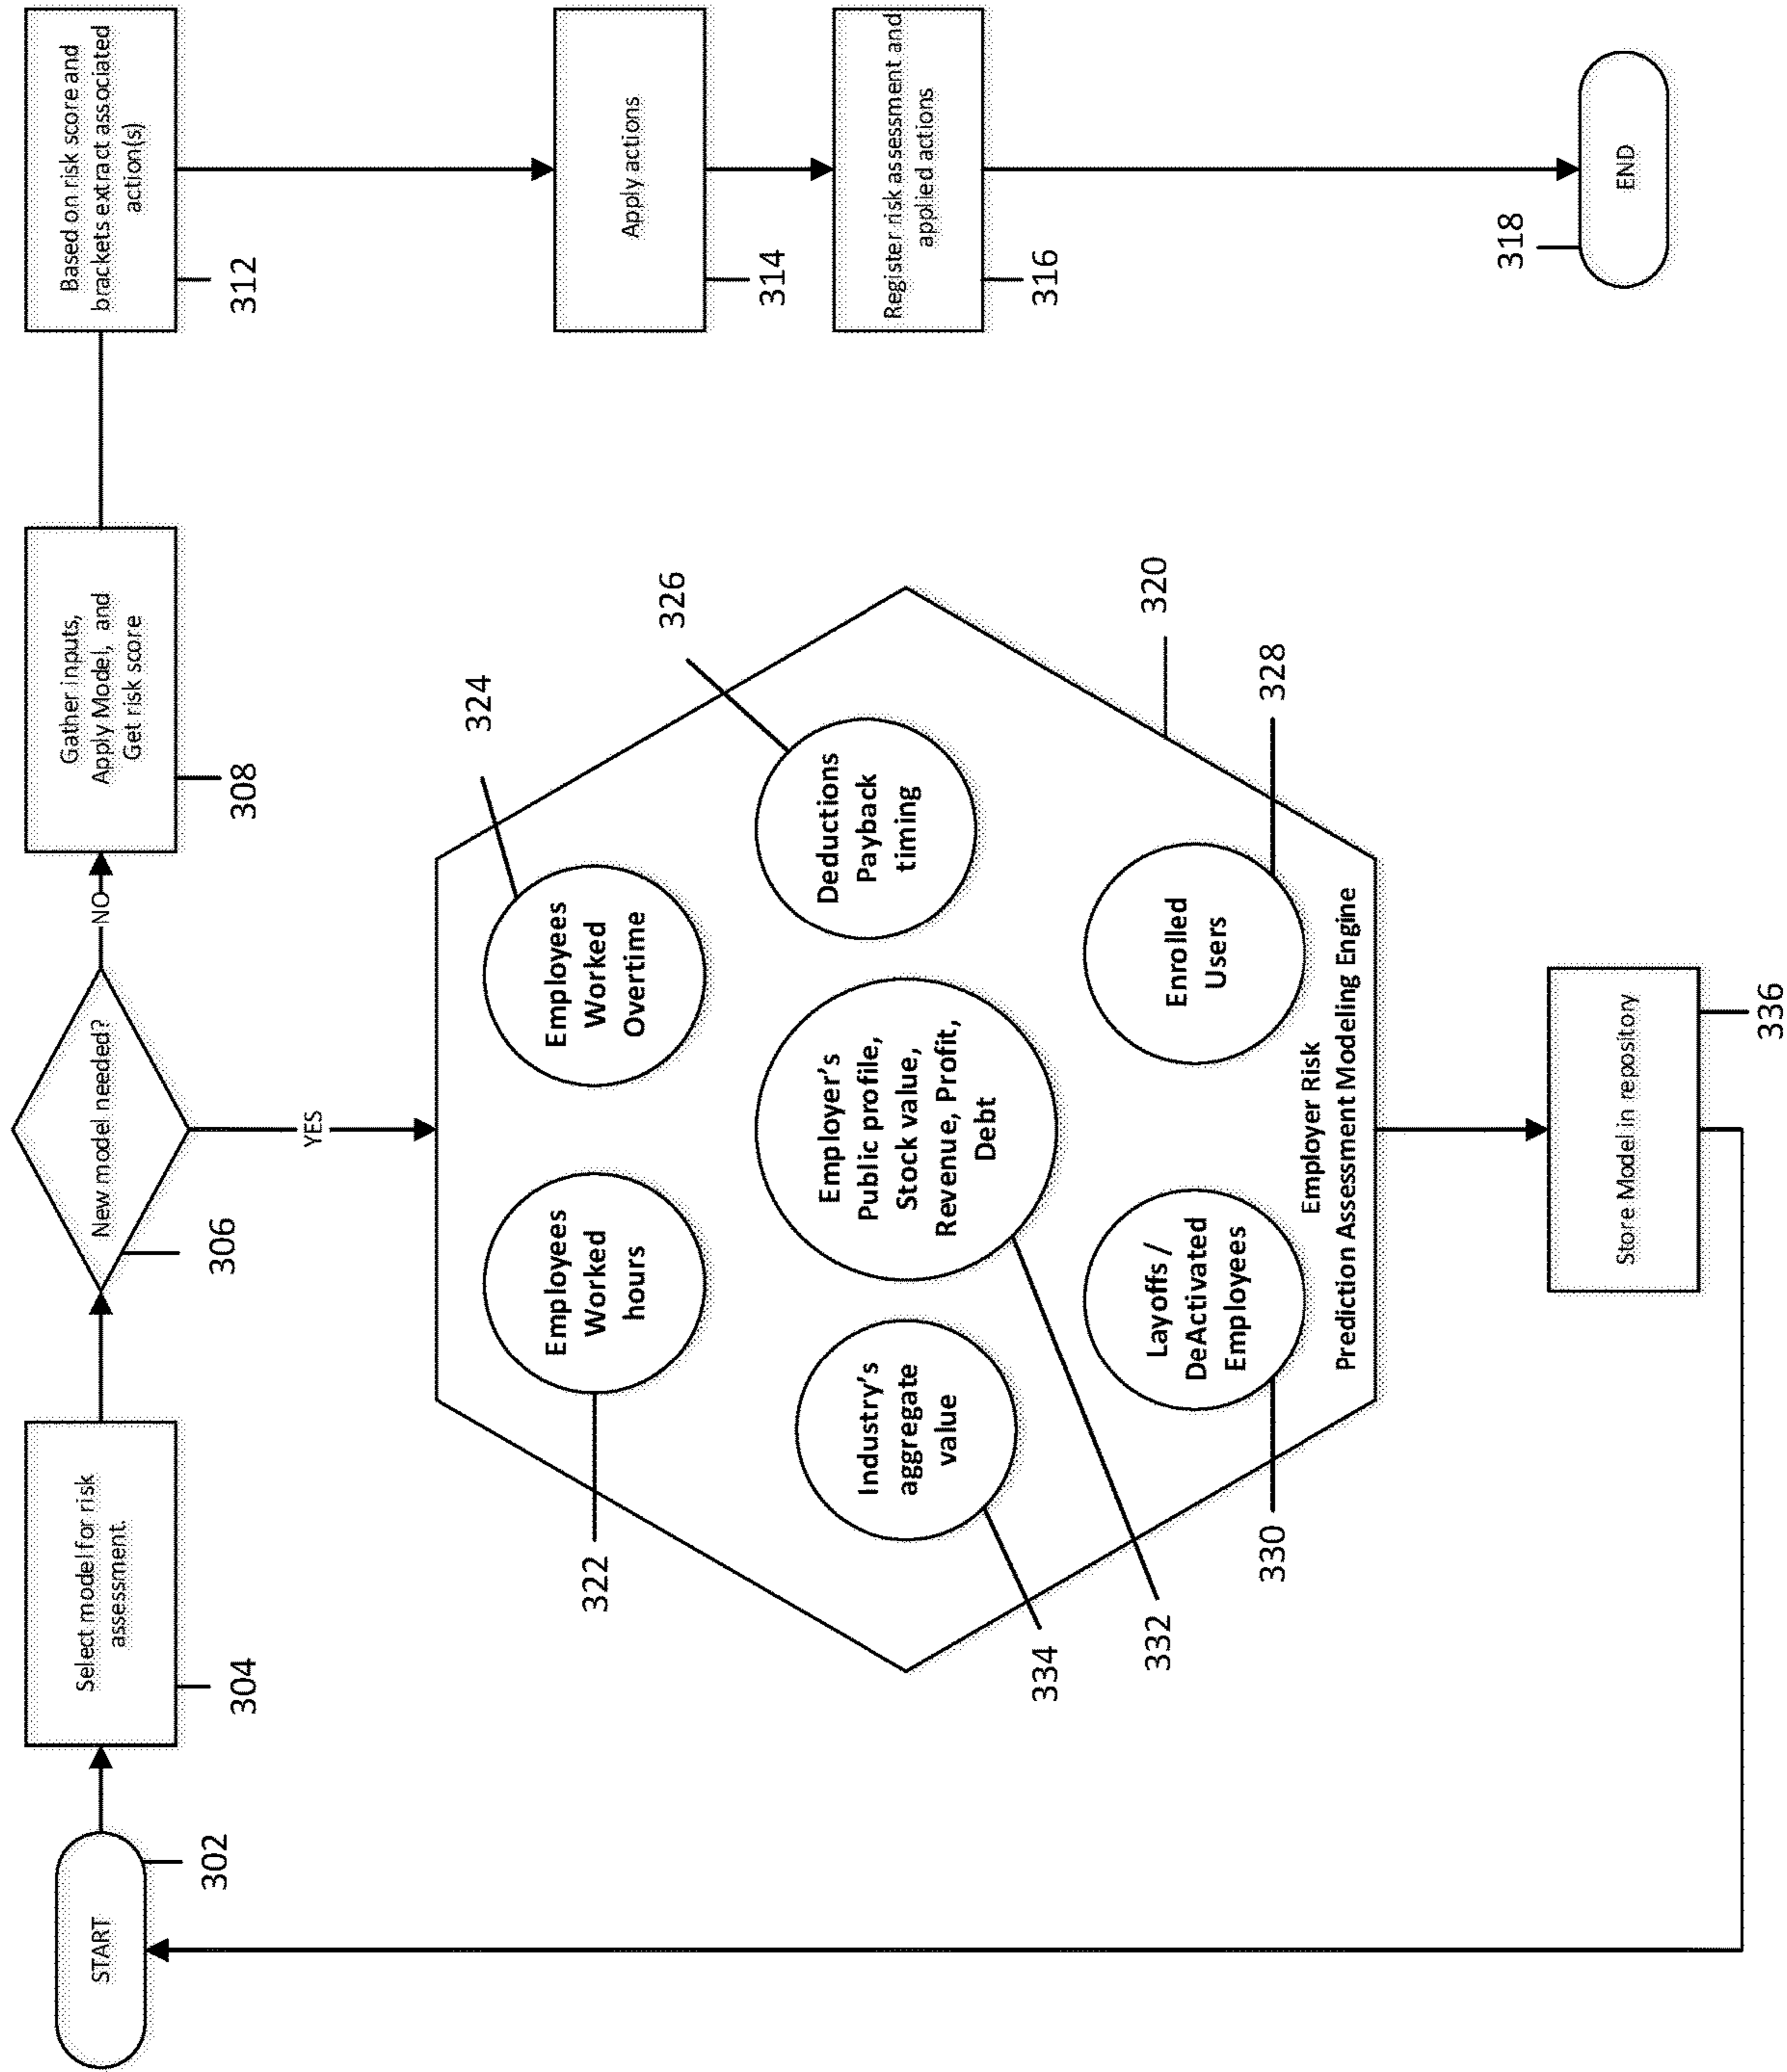 START
302
Select model for risk
assessment.
304
New model needed?
306
NO
YES
Gather inputs,
Apply Model, and
Get risk score
308
Based on risk score and
brackets extract associated
action(s)
312
Apply actions
314
Register risk assessment and
applied actions
316
END
318
Employees
Worked
hours
322
Employees
Worked
Overtime
324
Deductions
Payback
timing
326
Industry's
aggregate
value
334
Employer's
Public profile,
Stock value,
Revenue, Profit,
Debt
332
Layoffs /
DeActivated
Employees
330
Enrolled
Users
328
Employer Risk
Prediction Assessment Modeling Engine
320
Store Model in repository
336